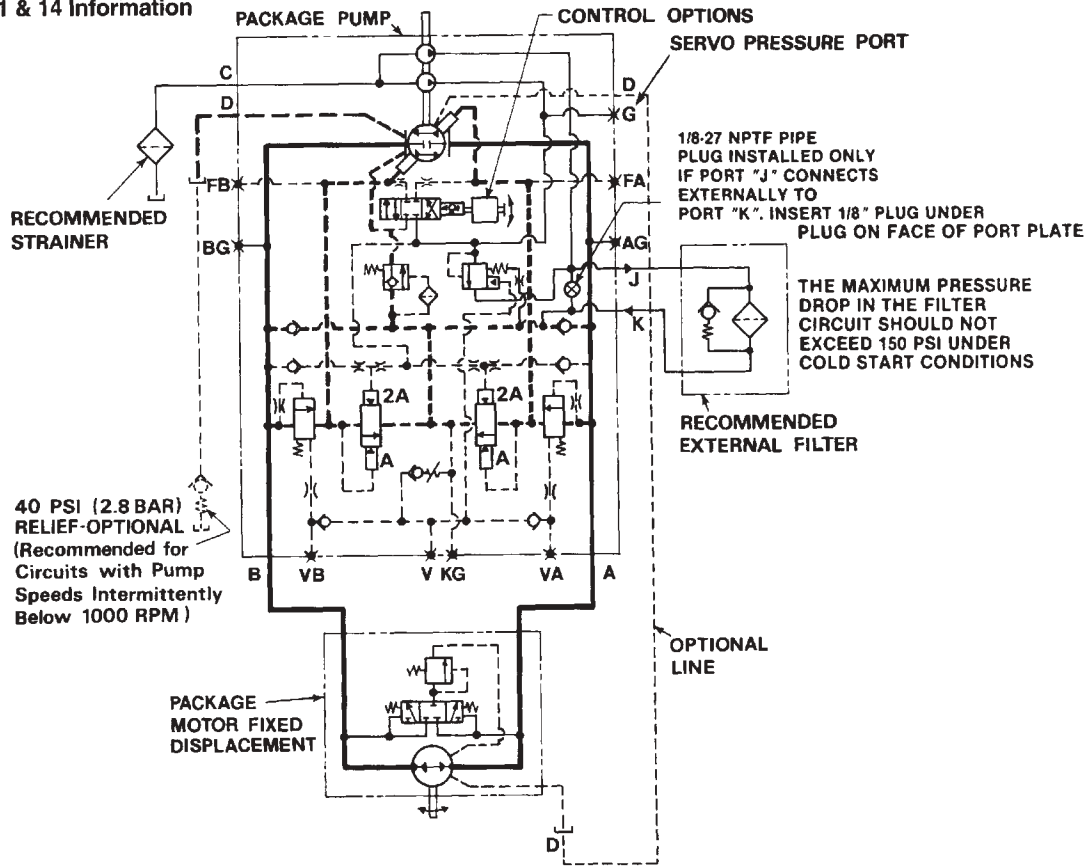 1 & 14 Information
PACKAGE PUMP
CONTROL OPTIONS
SERVO PRESSURE PORT
C
D
D
G
1/8-27 NPTF PIPE
PLUG INSTALLED ONLY
IF PORT "J" CONNECTS
EXTERNALLY TO
PORT "K". INSERT 1/8" PLUG UNDER
PLUG ON FACE OF PORT PLATE
FB
FA
RECOMMENDED
STRAINER
BG
AG
J
K
THE MAXIMUM PRESSURE
DROP IN THE FILTER
CIRCUIT SHOULD NOT
EXCEED 150 PSI UNDER
COLD START CONDITIONS
2A
2A
A
A
RECOMMENDED
EXTERNAL FILTER
40 PSI (2.8 BAR)
RELIEF-OPTIONAL
(Recommended for
Circuits with Pump
Speeds Intermittently
Below 1000 RPM)
B
VB
V
KG
VA
A
OPTIONAL
LINE
PACKAGE
MOTOR FIXED
DISPLACEMENT
D